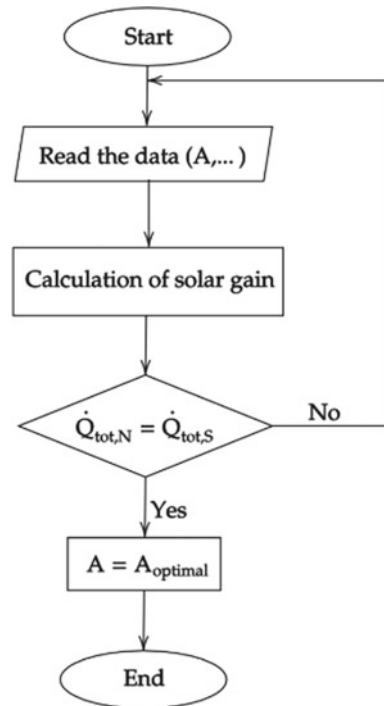 Start
Read the data (A,... )
Calculation of solar gain
Q̇tot,N = Q̇tot,S
No
Yes
A = Aoptimal
End